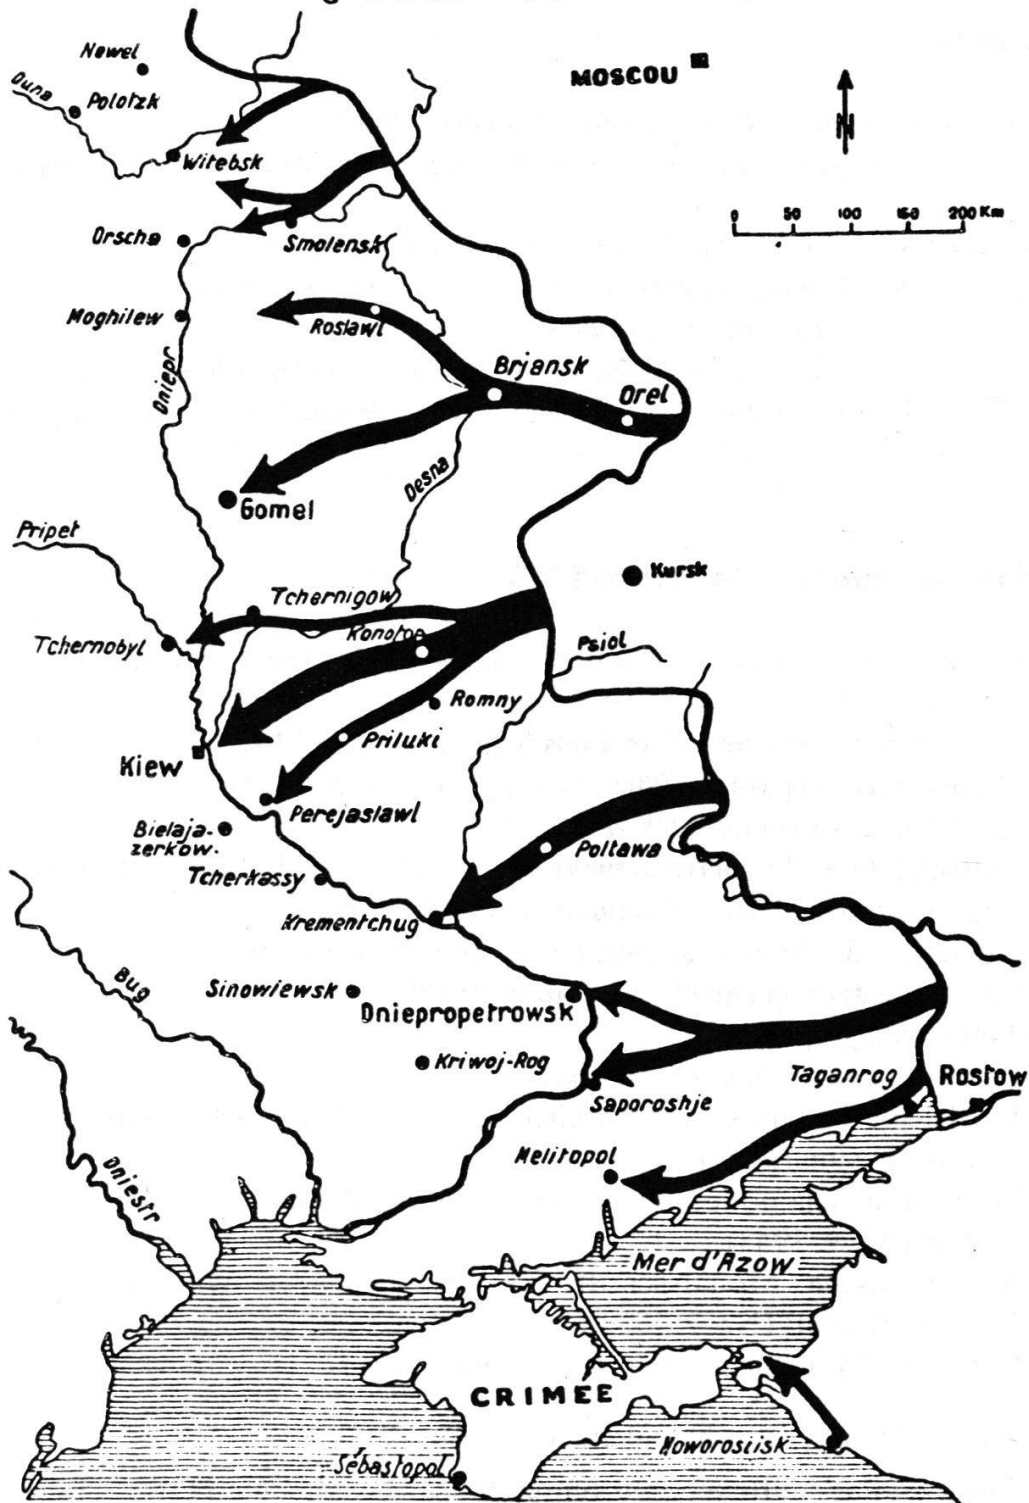 Newel
MOSCOU
Duna
Polotzk
N
Witebsk
0 50 100 150 200 Km
Orscha
Smolensk
Moghilew
Roslawl
Brjansk
Orel
Dniepr
Desna
Gomel
Pripet
Kursk
Tchernigow
Konotop
Tchernobyl
Psiol
Romny
Priluki
Kiew
Perejaslawl
Bielaja-
zerkow.
Poltawa
Tcherkassy
Krementchug
Bug
Sinowiewsk
Dniepropetrowsk
Kriwoj-Rog
Taganrog
Rostow
Saporoshje
Melitopol
Dniestr
Mer d'Azow
CRIMEE
Noworosiisk
Sébastopol